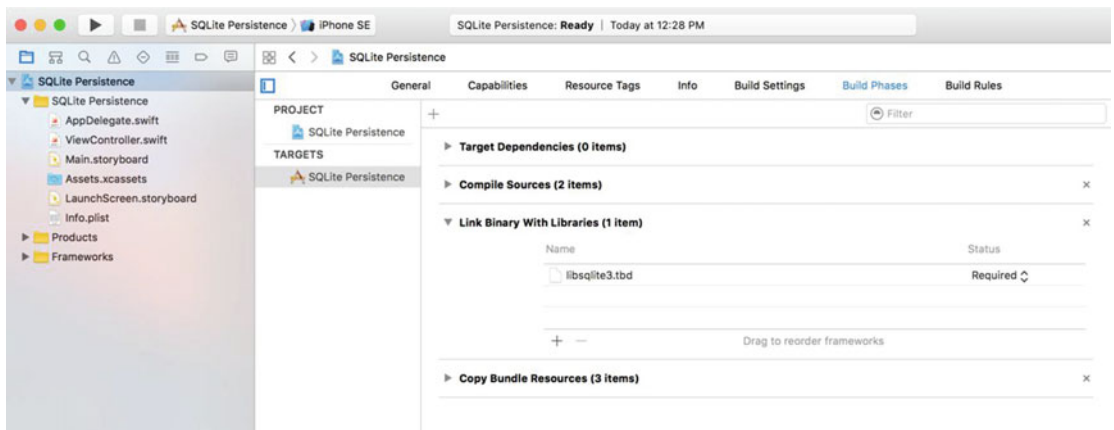 SQLite Persistence iPhone SE
SQLite Persistence: Ready | Today at 12:28 PM
SQLite Persistence
SQLite Persistence
SQLite Persistence
AppDelegate.swift
ViewController.swift
Main.storyboard
Assets.xcassets
LaunchScreen.storyboard
Info.plist
Products
Frameworks
General Capabilities Resource Tags Info Build Settings Build Phases Build Rules
PROJECT
SQLite Persistence
TARGETS
SQLite Persistence
Filter
Target Dependencies (0 items)
Compile Sources (2 items)
Link Binary With Libraries (1 item)
Name Status
libsqlite3.tbd Required
Drag to reorder frameworks
Copy Bundle Resources (3 items)